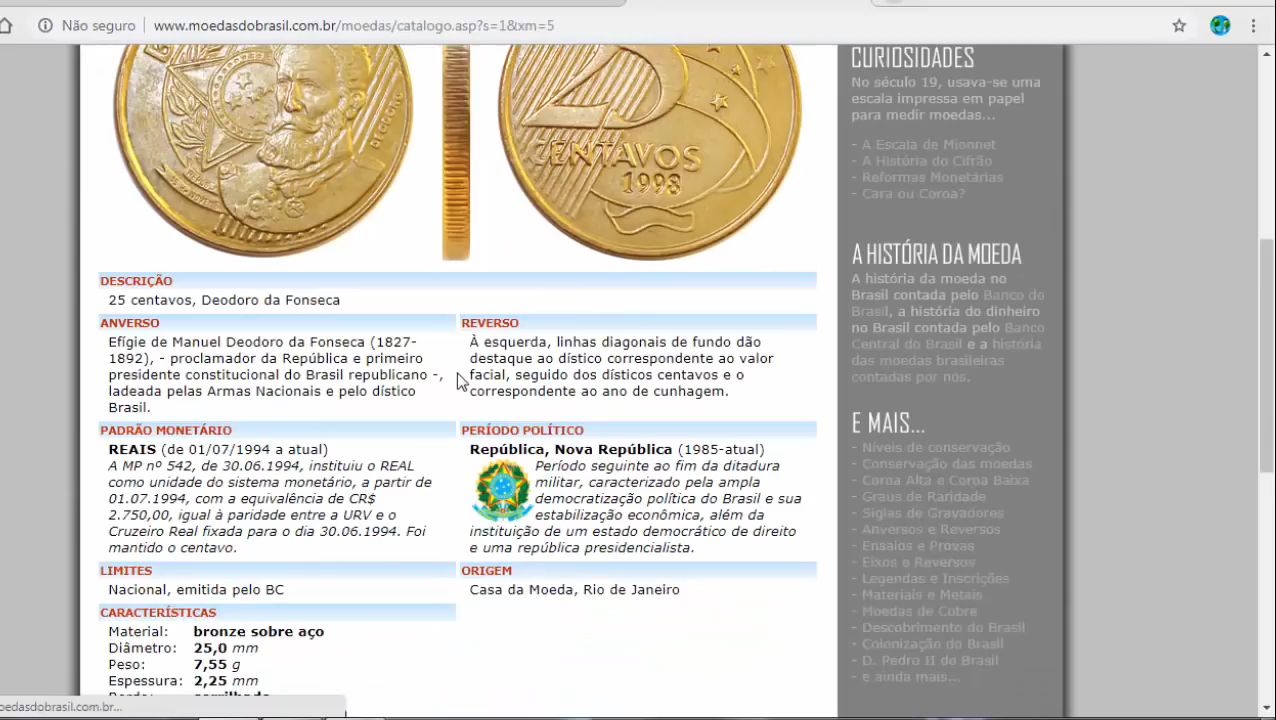 Não seguro
www.moedasdobrasil.com.br/moedas/catalogo.asp?s=1&xm=5
DEODORO
CENTAVOS
1998
DESCRIÇÃO
25 centavos, Deodoro da Fonseca
ANVERSO
Efígie de Manuel Deodoro da Fonseca (1827-
1892), - proclamador da República e primeiro
presidente constitucional do Brasil republicano -,
ladeada pelas Armas Nacionais e pelo dístico
Brasil.
REVERSO
À esquerda, linhas diagonais de fundo dão
destaque ao dístico correspondente ao valor
facial, seguido dos dísticos centavos e o
correspondente ao ano de cunhagem.
PADRÃO MONETÁRIO
REAIS (de 01/07/1994 a atual)
A MP nº 542, de 30.06.1994, instituiu o REAL
como unidade do sistema monetário, a partir de
01.07.1994, com a equivalência de CR$
2.750,00, igual à paridade entre a URV e o
Cruzeiro Real fixada para o dia 30.06.1994. Foi
mantido o centavo.
PERÍODO POLÍTICO
República, Nova República (1985-atual)
Período seguinte ao fim da ditadura
militar, caracterizado pela ampla
democratização política do Brasil e sua
estabilização econômica, além da
instituição de um estado democrático de direito
e uma república presidencialista.
LIMITES
Nacional, emitida pelo BC
ORIGEM
Casa da Moeda, Rio de Janeiro
CARACTERÍSTICAS
Material: bronze sobre aço
Diâmetro: 25,0 mm
Peso: 7,55 g
Espessura: 2,25 mm
Borda: serrilhada
CURIOSIDADES
No século 19, usava-se uma
escala impressa em papel
para medir moedas...
- A Escala de Mionnet
- A História do Cifrão
- Reformas Monetárias
- Cara ou Coroa?
A HISTÓRIA DA MOEDA
A história da moeda no
Brasil contada pelo Banco do
Brasil, a história do dinheiro
no Brasil contada pelo Banco
Central do Brasil e a história
das moedas brasileiras
contadas por nós.
E MAIS...
- Níveis de conservação
- Conservação das moedas
- Coroa Alta e Coroa Baixa
- Graus de Raridade
- Siglas de Gravadores
- Anversos e Reversos
- Ensaios e Provas
- Eixos e Reversos
- Legendas e Inscrições
- Materiais e Metais
- Moedas de Cobre
- Descobrimento do Brasil
- Colonização do Brasil
- D. Pedro II do Brasil
- e ainda mais...
oedasdobrasil.com.br...